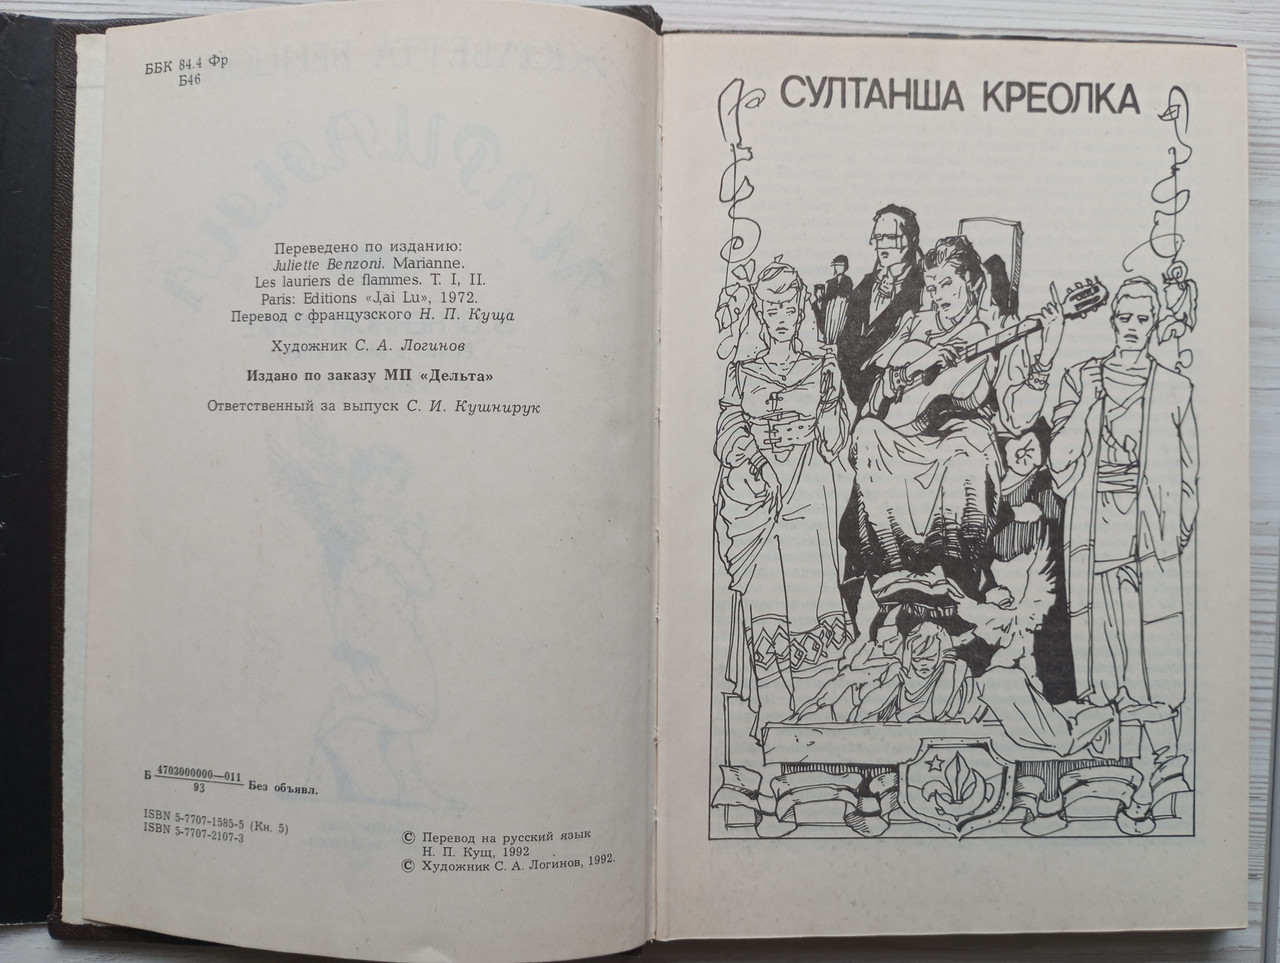 ББК 84.4 Фр
Б46
Переведено по изданию:
Juliette Benzoni. Marianne.
Les lauriers de flammes. T. I, II.
Paris: Editions «J,ai Lu», 1972.
Перевод с французского Н. П. Куща
Художник С. А. Логинов
Издано по заказу МП «Дельта»
Ответственный за выпуск С. И. Кушнирук
Б 4703000000—011
93
Без объявл.
ISBN 5-7707-1585-5 (Кн. 5)
ISBN 5-7707-2107-3
© Перевод на русский язык
Н. П. Кущ, 1992
© Художник С. А. Логинов, 1992.
СУЛТАНША КРЕОЛКА